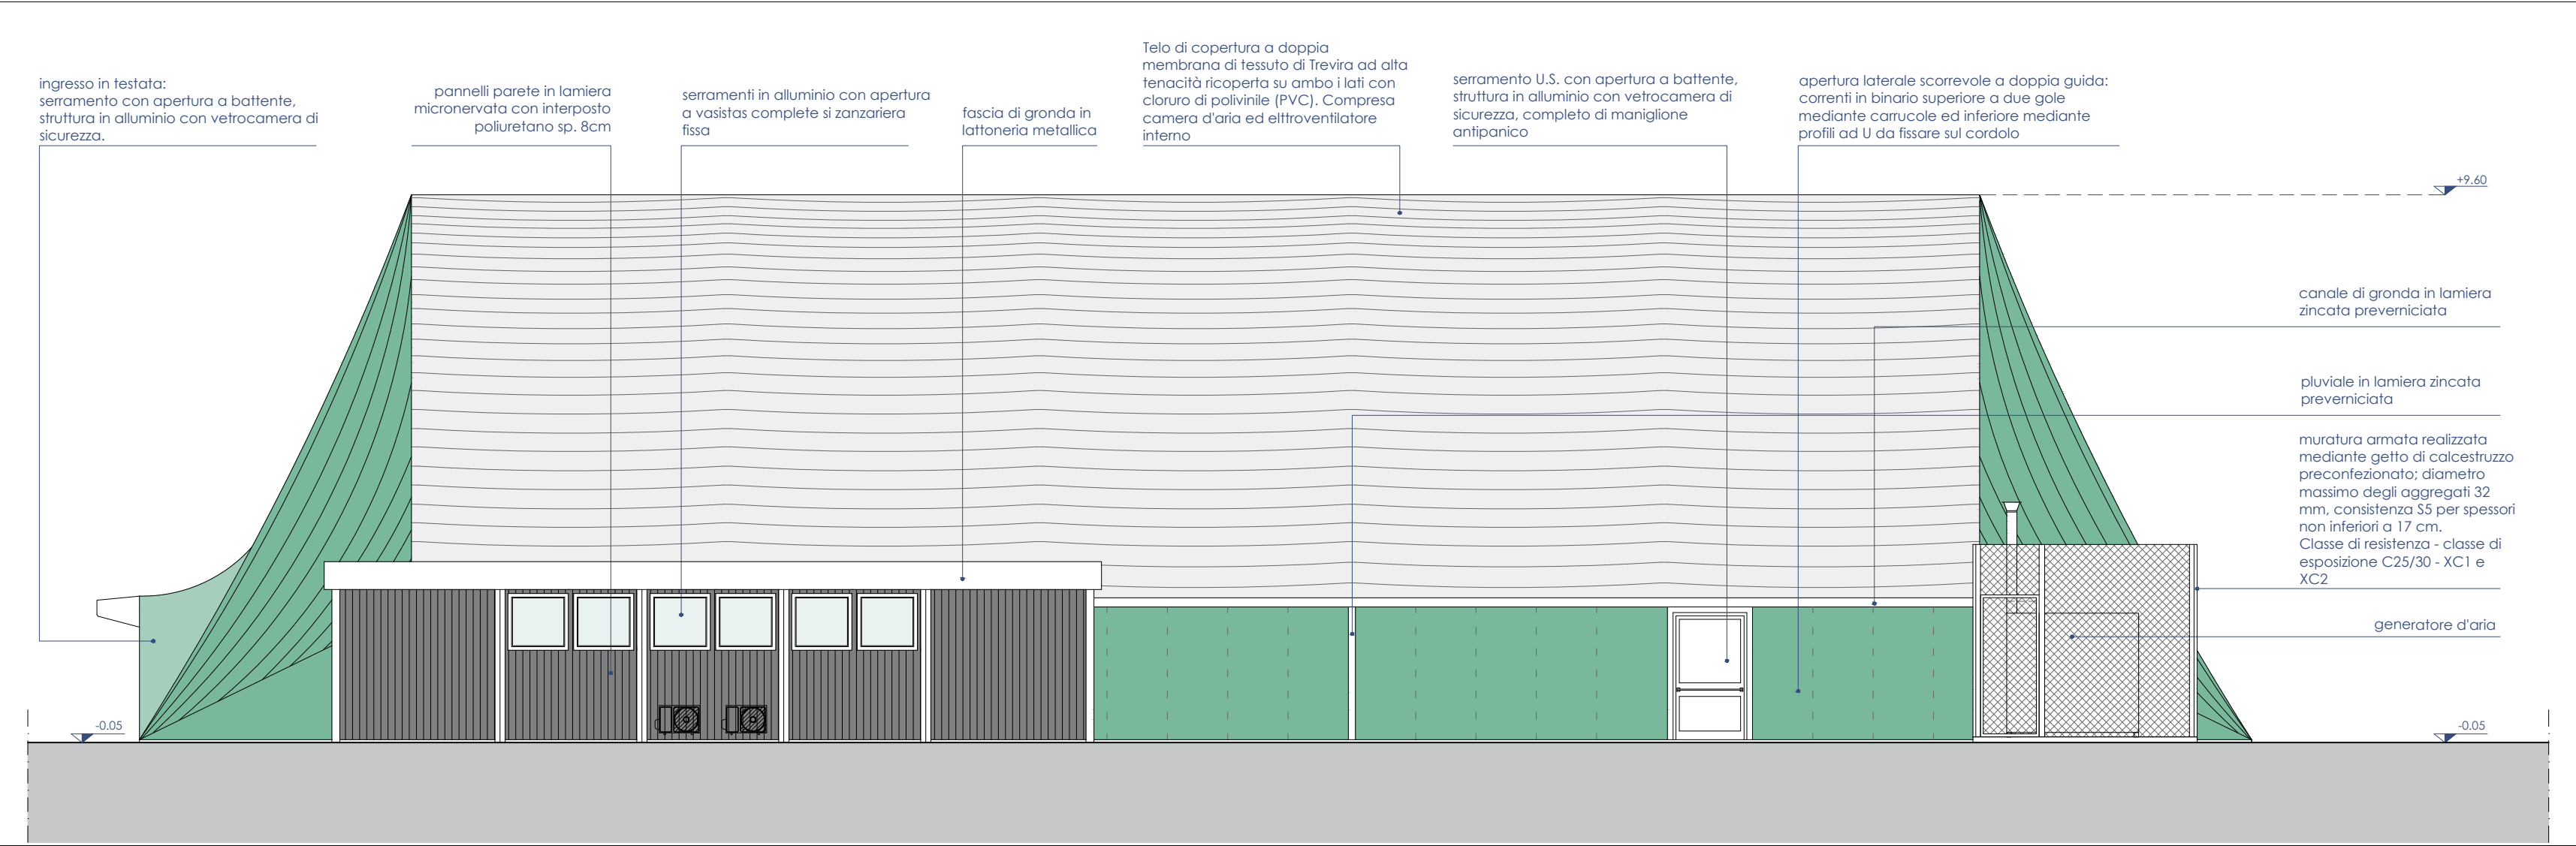 ingresso in testata:
serramento con apertura a battente,
struttura in alluminio con vetrocamera di
sicurezza.
pannelli parete in lamiera
micronervata con interposto
poliuretano sp. 8cm
serramenti in alluminio con apertura
a vasistas complete si zanzariera
fissa
fascia di gronda in
lattoneria metallica
Telo di copertura a doppia
membrana di tessuto di Trevira ad alta
tenacità ricoperta su ambo i lati con
cloruro di polivinile (PVC). Compresa
camera d'aria ed elttroventilatore
interno
serramento U.S. con apertura a battente,
struttura in alluminio con vetrocamera di
sicurezza, completo di maniglione
antipanico
apertura laterale scorrevole a doppia guida:
correnti in binario superiore a due gole
mediante carrucole ed inferiore mediante
profili ad U da fissare sul cordolo
+9.60
canale di gronda in lamiera
zincata preverniciata
pluviale in lamiera zincata
preverniciata
muratura armata realizzata
mediante getto di calcestruzzo
preconfezionato; diametro
massimo degli aggregati 32
mm, consistenza S5 per spessori
non inferiori a 17 cm.
Classe di resistenza - classe di
esposizione C25/30 - XC1 e
XC2
generatore d'aria
-0.05
-0.05